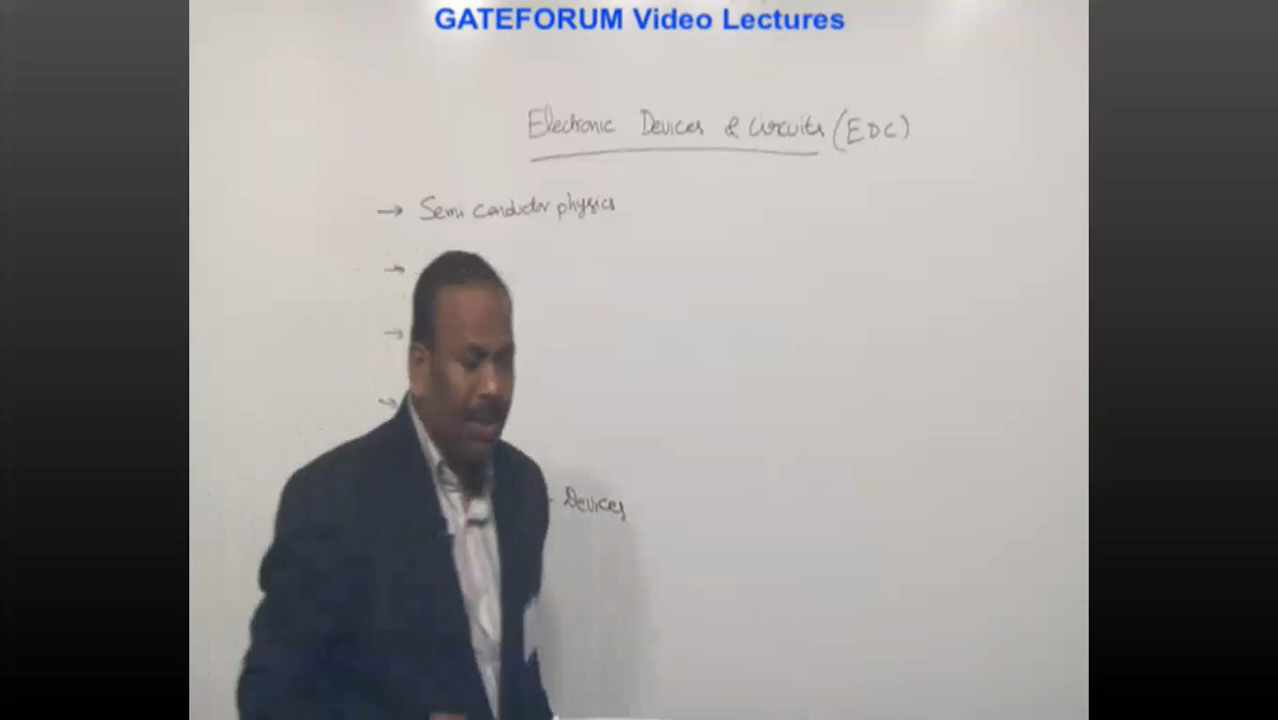 GATEFORUM Video Lectures
Electronic Devices & Circuits (EDC)
→ Semi conductor physics
→
→
→
Devices